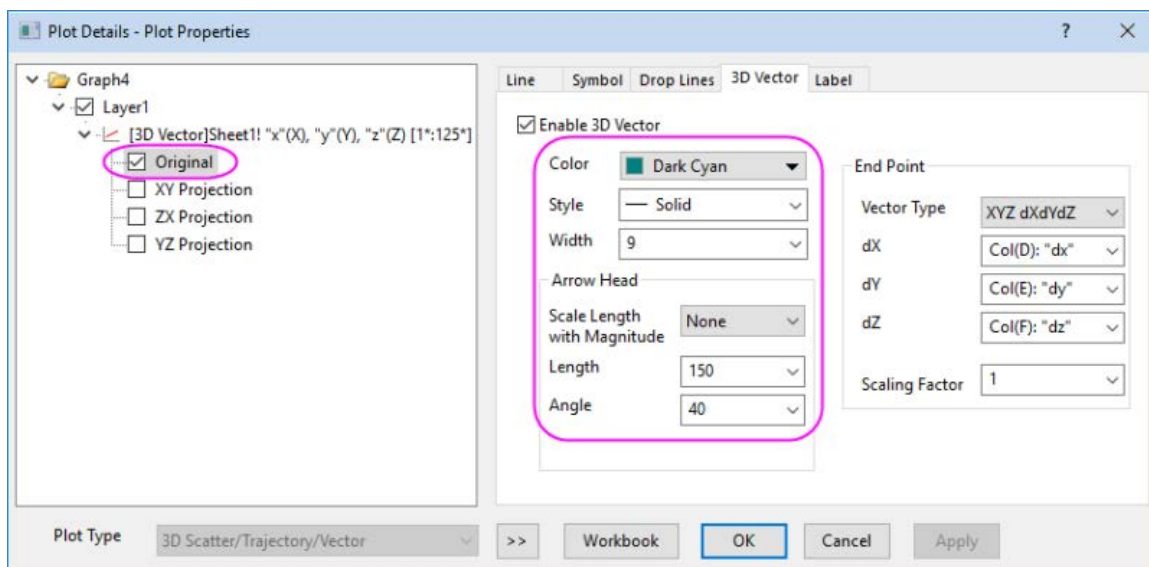 Plot Details - Plot Properties
?
Graph4
Layer1
[3D Vector]Sheet1! "x"(X), "y"(Y), "z"(Z) [1*:125*]
Original
XY Projection
ZX Projection
YZ Projection
Line Symbol Drop Lines 3D Vector Label
Enable 3D Vector
Color Dark Cyan
Style Solid
Width 9
Arrow Head
Scale Length
with Magnitude None
Length 150
Angle 40
End Point
Vector Type XYZ dXdYdZ
dX Col(D): "dx"
dY Col(E): "dy"
dZ Col(F): "dz"
Scaling Factor 1
Plot Type 3D Scatter/Trajectory/Vector >> Workbook OK Cancel Apply